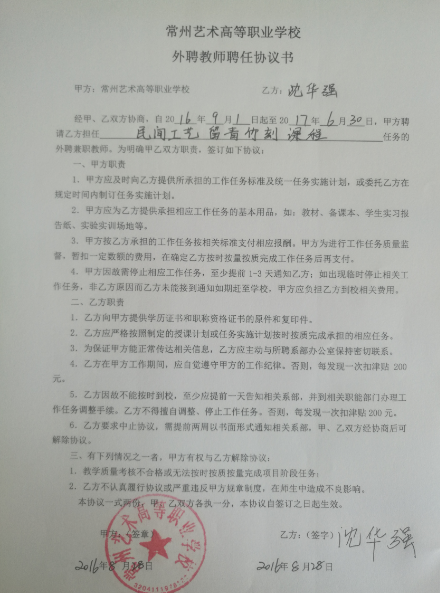 常州艺术高等职业学校
外聘教师聘任协议书
甲方：常州艺术高等职业学校 乙方：沈华强
经甲、乙双方协商，自2016年9月1日起至2017年6月30日，甲方聘
请乙方担任民间工艺留青竹刻课程任务的
外聘兼职教师。为明确甲乙双方职责，签订如下协议：
一、甲方职责
1．甲方应及时向乙方提供所承担的工作任务标准及统一任务实施计划，或委托乙方在
规定时间内制订任务实施计划。
2．甲方应为乙方提供承担相应工作任务的基本用品，如：教材、备课本、学生实习报
告纸、实验实训场地等。
3．甲方按乙方承担的工作任务按相关标准支付相应报酬。甲方为进行工作任务质量监
督，暂扣一定数额的费用，在确定乙方按时按量按质完成工作任务后再支付。
4．甲方因故需停止相应工作任务，至少提前1-3天通知乙方；如出现临时停止相关工
作任务，非乙方原因而乙方未能接到通知如期赶至学校，甲方应负担乙方到校相关费用。
二、乙方职责
1．乙方向甲方提供学历证书和职称资格证书的原件和复印件。
2．乙方应严格按照制定的授课计划或任务实施计划按时按质完成承担的相应任务。
3．为保证甲方能正常传达相关信息，乙方应主动与所聘系部办公室保持密切联系。
4．乙方在甲方工作期间，应自觉遵守甲方的工作纪律。否则，每发现一次扣津贴 200
元。
5．乙方因故不能按时到校，至少应提前一天告知相关系部，并到相关职能部门办理工
作任务调整手续。乙方不得擅自调整、停止工作任务。否则，每发现一次扣津贴200元。
6．乙方要求中止协议，需提前两周以书面形式通知相关系部，甲、乙双方经协商后可
解除协议。
三、有下列情况之一者，甲方有权与乙方解除协议：
1．教学质量考核不合格或无法按时按质按量完成项目阶段任务；
2．乙方不认真履行协议或严重违反甲方规章制度，在师生中造成不良影响。
本协议一式两份，甲、乙双方各执一份，本协议自签订之日起生效。
甲方：（签章） 乙方：（签字）沈华强
2016年8月28日 2016年8月28日
常州艺术高等职业学校